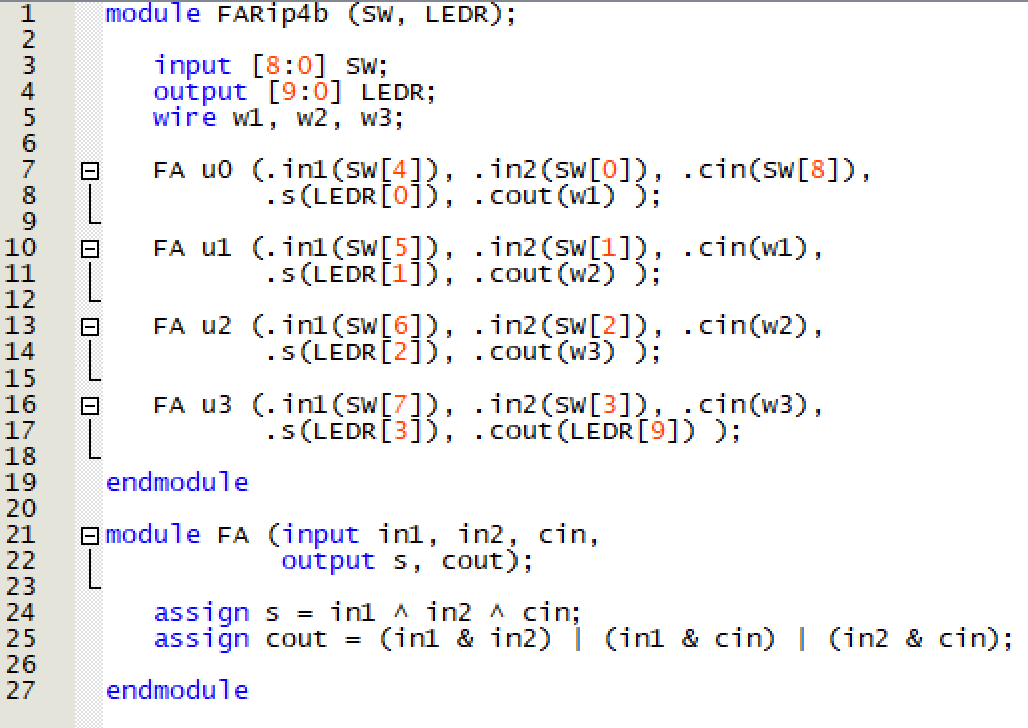 1 module FARip4b (SW, LEDR);
2
3 input [8:0] SW;
4 output [9:0] LEDR;
5 wire w1, w2, w3;
6
7 FA u0 (.in1(SW[4]), .in2(SW[0]), .cin(SW[8]),
8 .s(LEDR[0]), .cout(w1) );
9
10 FA u1 (.in1(SW[5]), .in2(SW[1]), .cin(w1),
11 .s(LEDR[1]), .cout(w2) );
12
13 FA u2 (.in1(SW[6]), .in2(SW[2]), .cin(w2),
14 .s(LEDR[2]), .cout(w3) );
15
16 FA u3 (.in1(SW[7]), .in2(SW[3]), .cin(w3),
17 .s(LEDR[3]), .cout(LEDR[9]) );
18
19 endmodule
20
21 module FA (input in1, in2, cin,
22 output s, cout);
23
24 assign s = in1 ^ in2 ^ cin;
25 assign cout = (in1 & in2) | (in1 & cin) | (in2 & cin);
26
27 endmodule